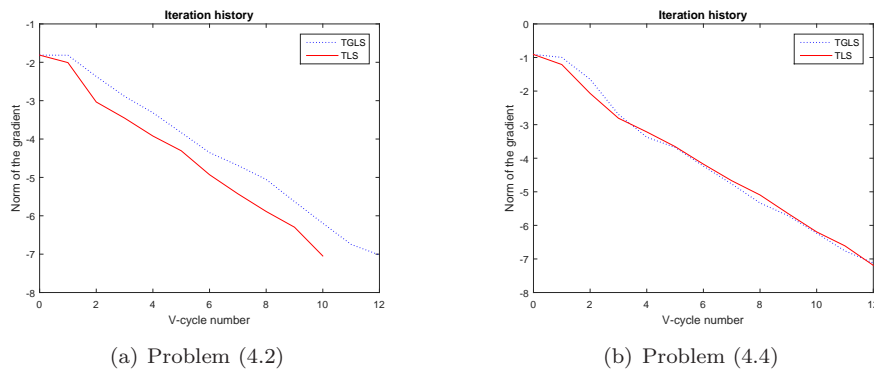 Iteration history
-1
-2
-3
-4
-5
-6
-7
-8
Norm of the gradient
0 2 4 6 8 10 12
V-cycle number
TGLS
TLS
(a) Problem (4.2)
Iteration history
0
-1
-2
-3
-4
-5
-6
-7
-8
Norm of the gradient
0 2 4 6 8 10 12
V-cycle number
TGLS
TLS
(b) Problem (4.4)